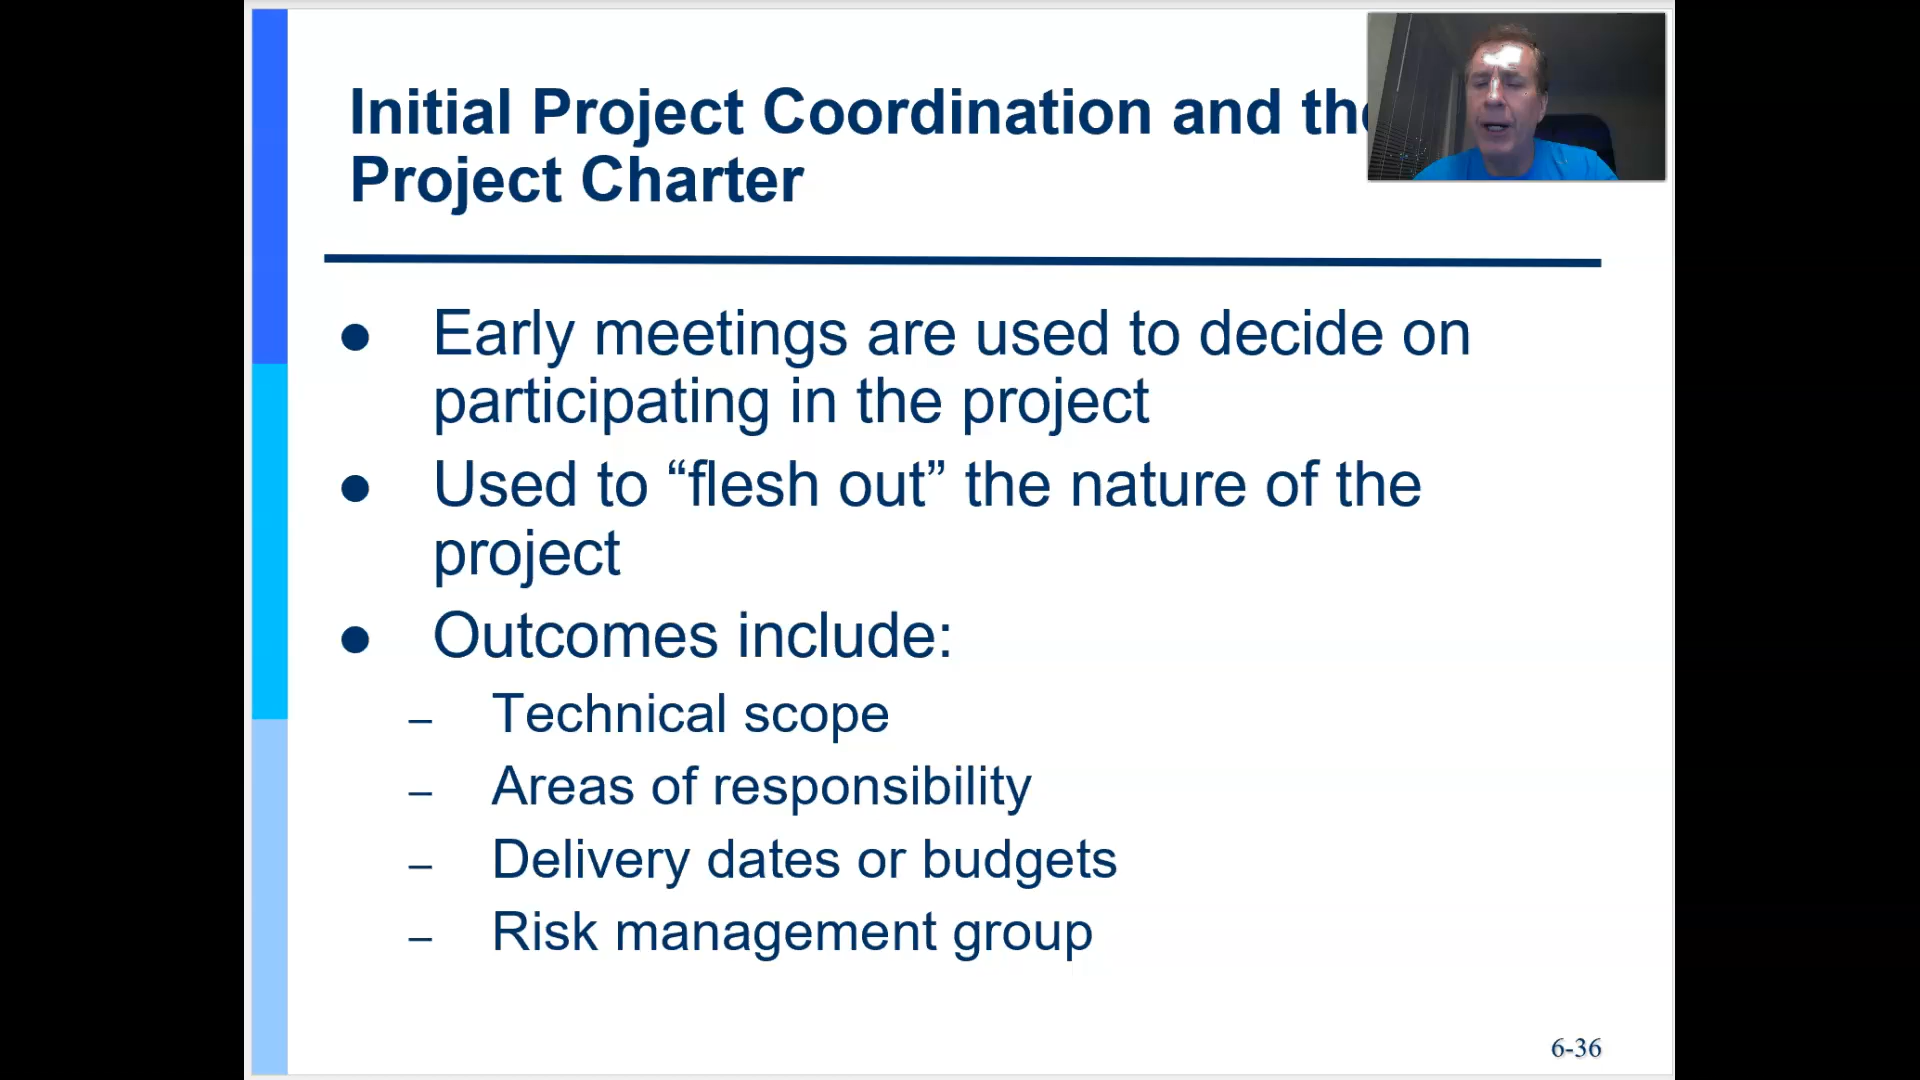 Initial Project Coordination and the
Project Charter
● Early meetings are used to decide on
participating in the project
● Used to “flesh out” the nature of the
project
● Outcomes include:
– Technical scope
– Areas of responsibility
– Delivery dates or budgets
– Risk management group
6-36